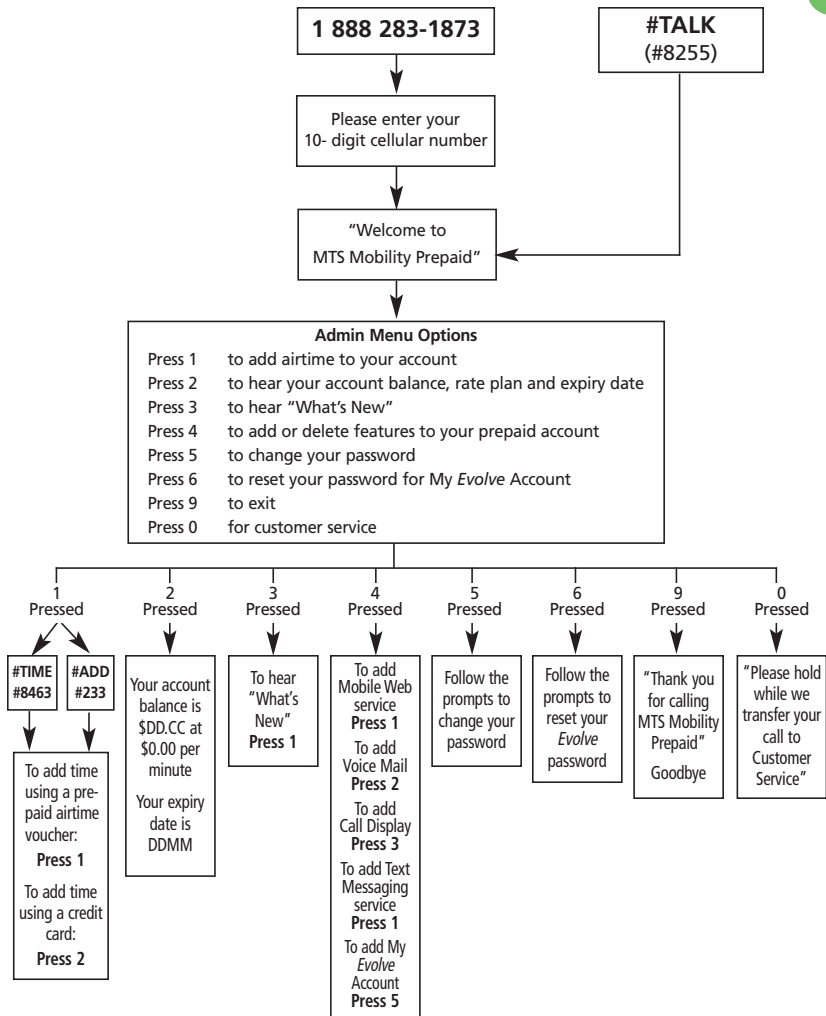 1 888 283-1873
#TALK
(#8255)
Please enter your
10- digit cellular number
“Welcome to
MTS Mobility Prepaid”
Admin Menu Options
Press 1 to add airtime to your account
Press 2 to hear your account balance, rate plan and expiry date
Press 3 to hear “What’s New”
Press 4 to add or delete features to your prepaid account
Press 5 to change your password
Press 6 to reset your password for My Evolve Account
Press 9 to exit
Press 0 for customer service
1
Pressed
2
Pressed
3
Pressed
4
Pressed
5
Pressed
6
Pressed
9
Pressed
0
Pressed
#TIME
#8463
#ADD
#233
To add time
using a pre-
paid airtime
voucher:
Press 1
To add time
using a credit
card:
Press 2
Your account
balance is
$DD.CC at
$0.00 per
minute
Your expiry
date is
DDMM
To hear
“What’s
New”
Press 1
To add
Mobile Web
service
Press 1
To add
Voice Mail
Press 2
To add
Call Display
Press 3
To add Text
Messaging
service
Press 1
To add My
Evolve
Account
Press 5
Follow the
prompts to
change your
password
Follow the
prompts to
reset your
Evolve
password
“Thank you
for calling
MTS Mobility
Prepaid”
Goodbye
“Please hold
while we
transfer your
call to
Customer
Service”